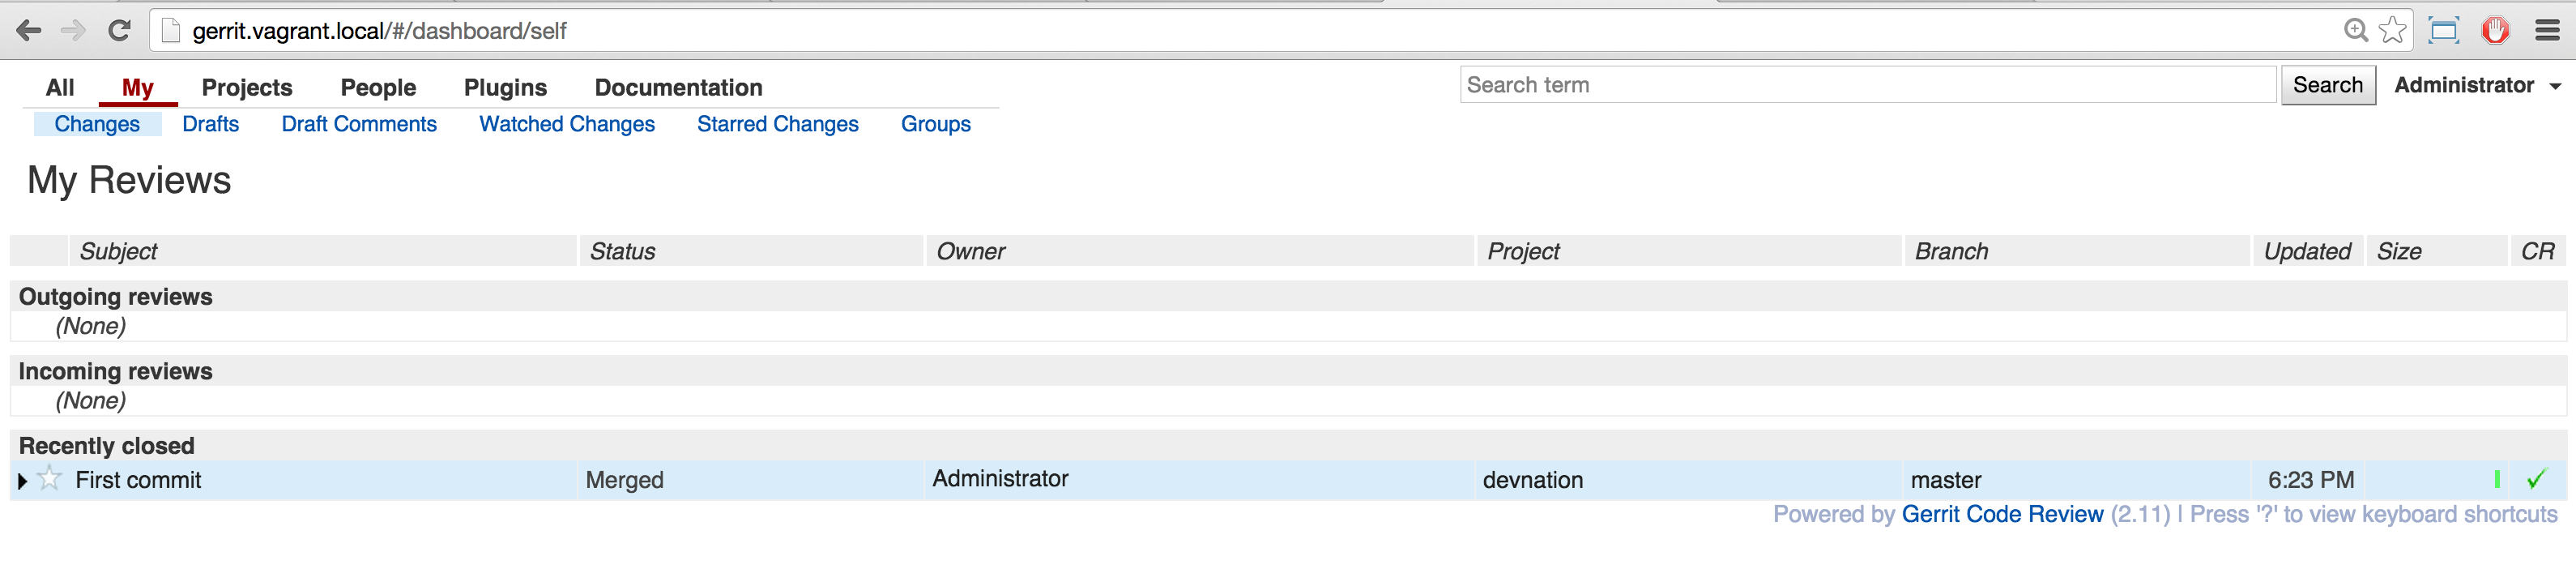 gerrit.vagrant.local/#/dashboard/self
All My Projects People Plugins Documentation Search term Search Administrator
Changes Drafts Draft Comments Watched Changes Starred Changes Groups
My Reviews
Subject Status Owner Project Branch Updated Size CR
Outgoing reviews
(None)
Incoming reviews
(None)
Recently closed
First commit Merged Administrator devnation master 6:23 PM
Powered by Gerrit Code Review (2.11) | Press '?' to view keyboard shortcuts